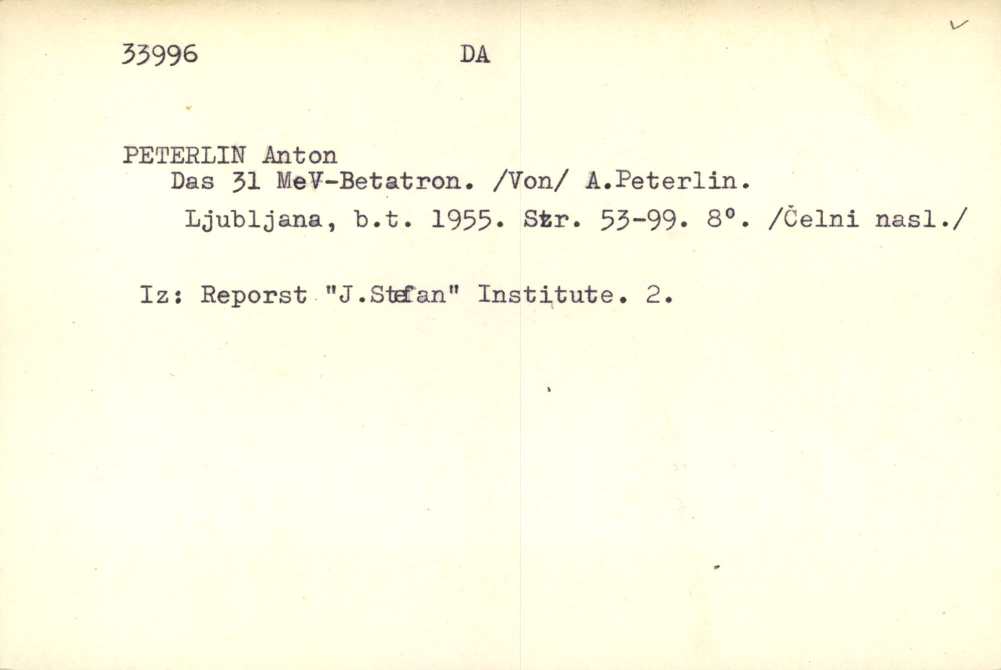 33996 DA
PETERLIN Anton
Das 31 MeV-Betatron. /Von/ A.Peterlin.
Ljubljana, b.t. 1955. Str. 53-99. 8°. /Čelni nasl./
Iz: Reporst "J.Stefan" Institute. 2.